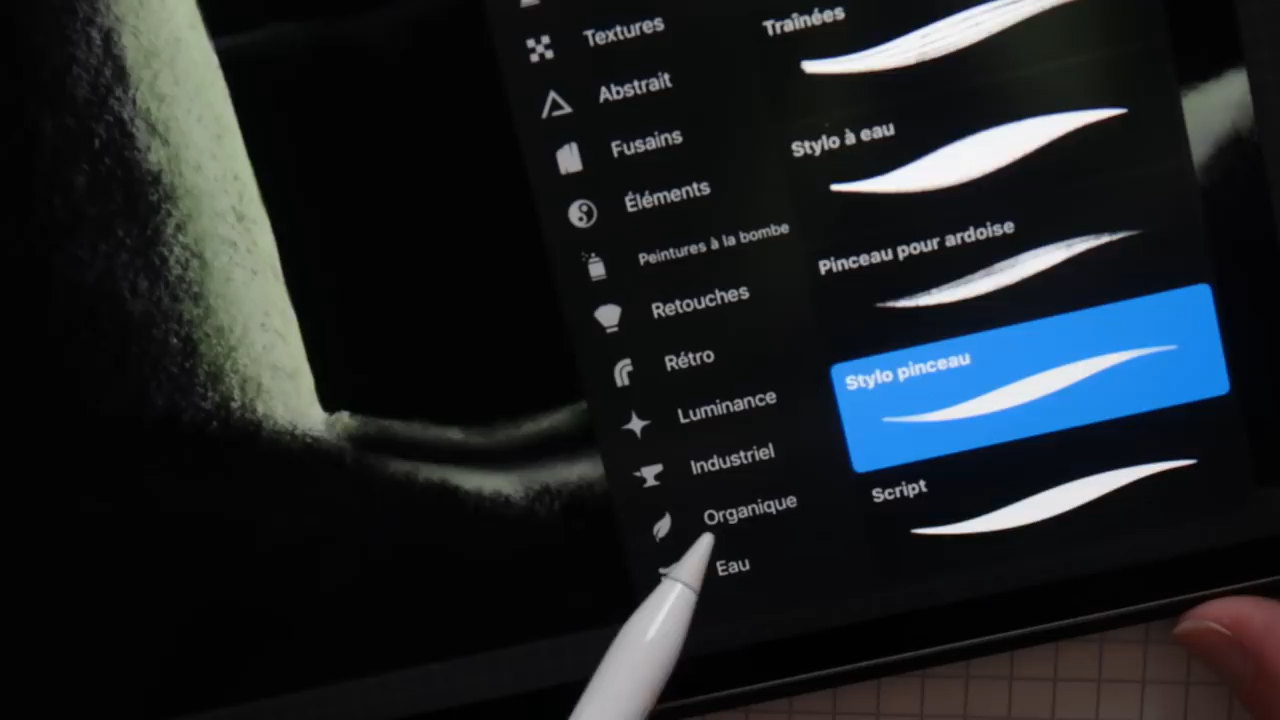 Textures
Abstrait
Fusains
Éléments
Peintures à la bombe
Retouches
Rétro
Luminance
Industriel
Organique
Eau
Traînées
Stylo à eau
Pinceau pour ardoise
Stylo pinceau
Script